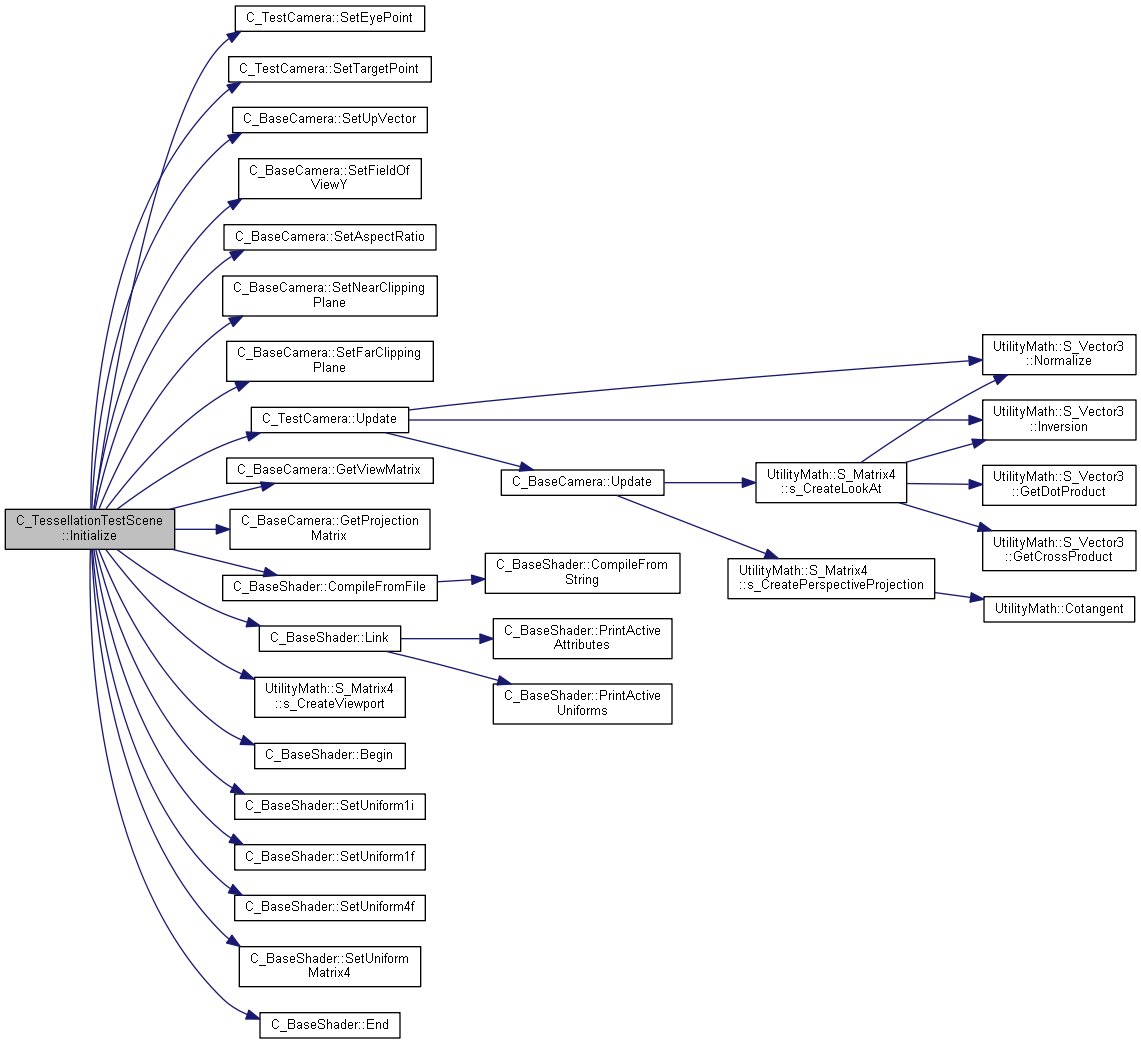 C_TessellationTestScene
::Initialize
C_TestCamera::SetEyePoint
C_TestCamera::SetTargetPoint
C_BaseCamera::SetUpVector
C_BaseCamera::SetFieldOf
ViewY
C_BaseCamera::SetAspectRatio
C_BaseCamera::SetNearClipping
Plane
C_BaseCamera::SetFarClipping
Plane
C_TestCamera::Update
C_BaseCamera::GetViewMatrix
C_BaseCamera::GetProjection
Matrix
C_BaseShader::CompileFromFile
C_BaseShader::Link
UtilityMath::S_Matrix4
::s_CreateViewport
C_BaseShader::Begin
C_BaseShader::SetUniform1i
C_BaseShader::SetUniform1f
C_BaseShader::SetUniform4f
C_BaseShader::SetUniform
Matrix4
C_BaseShader::End
C_BaseCamera::Update
C_BaseShader::CompileFrom
String
C_BaseShader::PrintActive
Attributes
C_BaseShader::PrintActive
Uniforms
UtilityMath::S_Matrix4
::s_CreateLookAt
UtilityMath::S_Matrix4
::s_CreatePerspectiveProjection
UtilityMath::S_Vector3
::Normalize
UtilityMath::S_Vector3
::Inversion
UtilityMath::S_Vector3
::GetDotProduct
UtilityMath::S_Vector3
::GetCrossProduct
UtilityMath::Cotangent